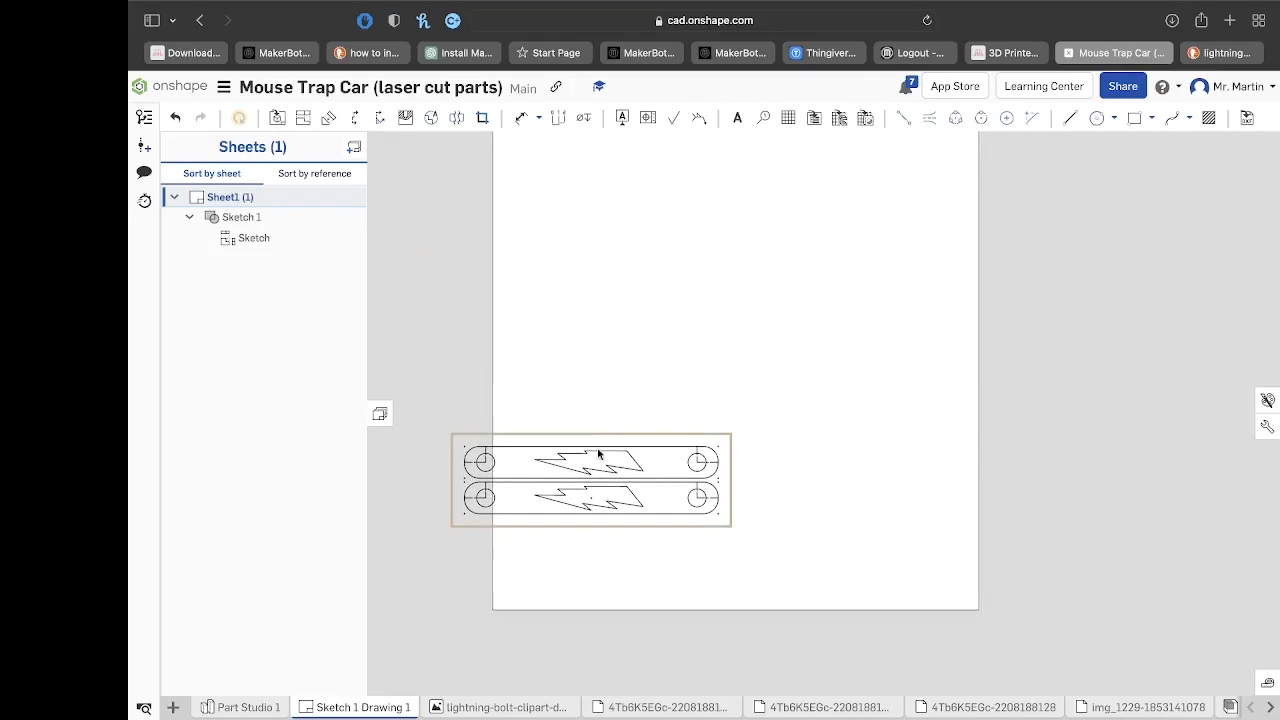 cad.onshape.com
Download...
MakerBot...
how to in...
Install Ma...
Start Page
MakerBot...
MakerBot...
Thingiver...
Logout -...
3D Printe...
Mouse Trap Car (...
lightning...
onshape
Mouse Trap Car (laser cut parts)
Main
7
App Store
Learning Center
Share
Mr. Martin
Sheets (1)
Sort by sheet
Sort by reference
Sheet1 (1)
Sketch 1
Sketch
Part Studio 1
Sketch 1 Drawing 1
lightning-bolt-clipart-d...
4Tb6K5EGc-22081881...
4Tb6K5EGc-22081881...
4Tb6K5EGc-2208188128
img_1229-1853141078